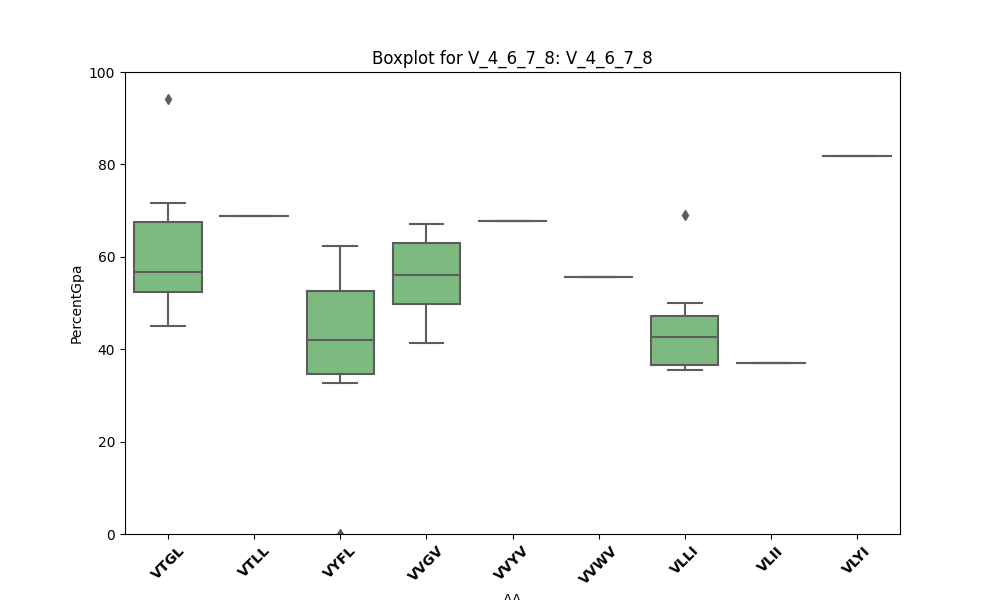 Boxplot for V_4_6_7_8: V_4_6_7_8
100
80
60
40
20
0
PercentGpa
VTGL
VTLL
VYFL
VVGV
VVYV
VVWV
VLLI
VLII
VLYI
AA